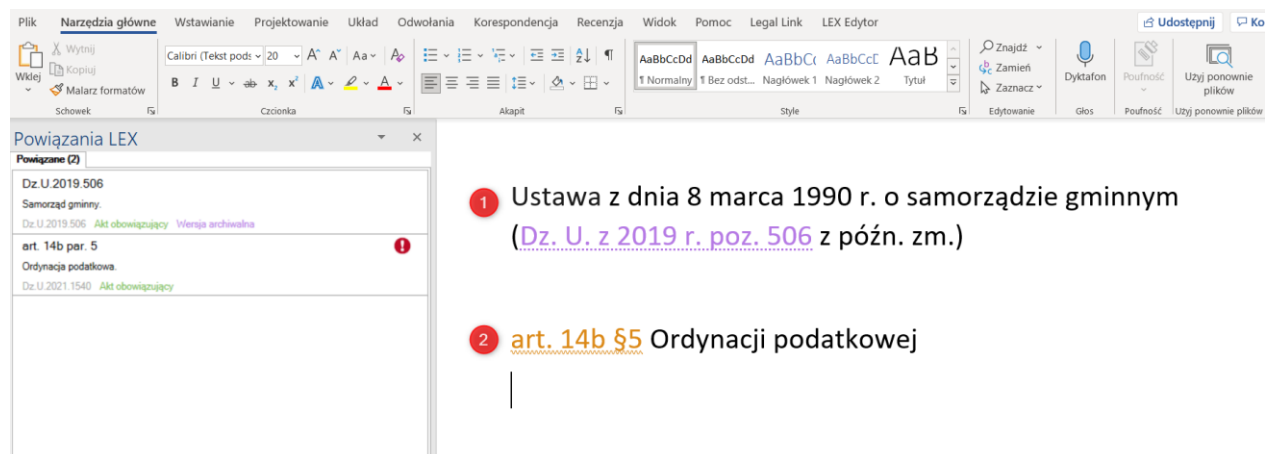 Plik Narzędzia główne Wstawianie Projektowanie Układ Odwołania Korespondencja Recenzja Widok Pomoc Legal Link LEX Edytor Udostępnij Ko
Wklej
Wytnij
Kopiuj
Malarz formatów
Schowek
Calibri (Tekst pods 20
Czcionka
Akapit
AaBbCcDd AaBbCcDd AaBbCc AaBbCcC AaB
¶ Normalny ¶ Bez odst... Nagłówek 1 Nagłówek 2 Tytuł
Style
Znajdź
Zamień
Zaznacz
Edytowanie
Dyktafon
Głos
Poufność
Poufność
Użyj ponownie
plików
Użyj ponownie plików
Powiązania LEX
Powiązane (2)
Dz.U.2019.506
Samorząd gminny.
Dz.U.2019.506 Akt obowiązujący Wersja archiwalna
art. 14b par. 5
Ordynacja podatkowa.
Dz.U.2021.1540 Akt obowiązujący
1 Ustawa z dnia 8 marca 1990 r. o samorządzie gminnym
(Dz. U. z 2019 r. poz. 506 z późn. zm.)
2 art. 14b §5 Ordynacji podatkowej